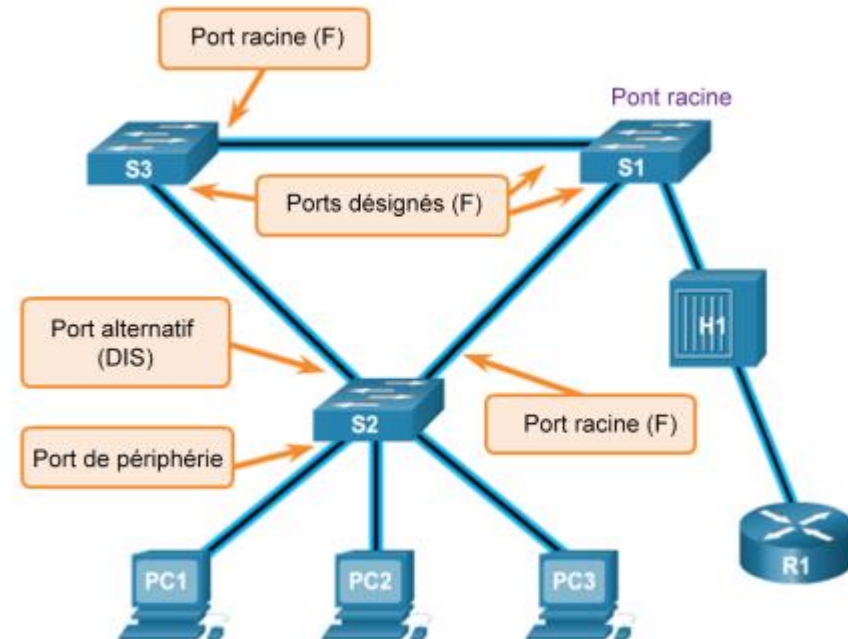 Port racine (F)
Pont racine
S3
S1
Ports désignés (F)
H1
Port alternatif
(DIS)
S2
Port racine (F)
Port de périphérie
R1
PC1
PC2
PC3